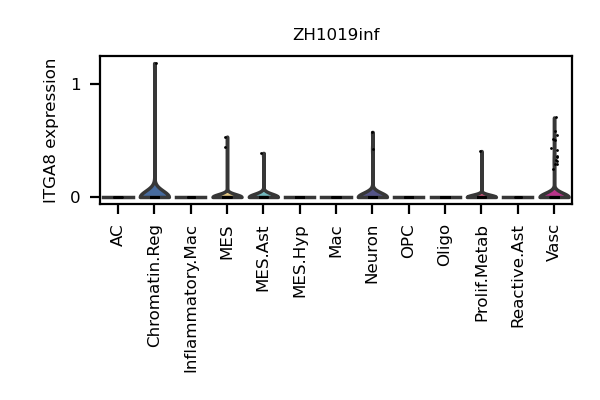 ZH1019inf
ITGA8 expression
1
0
AC
Chromatin.Reg
Inflammatory.Mac
MES
MES.Ast
MES.Hyp
Mac
Neuron
OPC
Oligo
Prolif.Metab
Reactive.Ast
Vasc